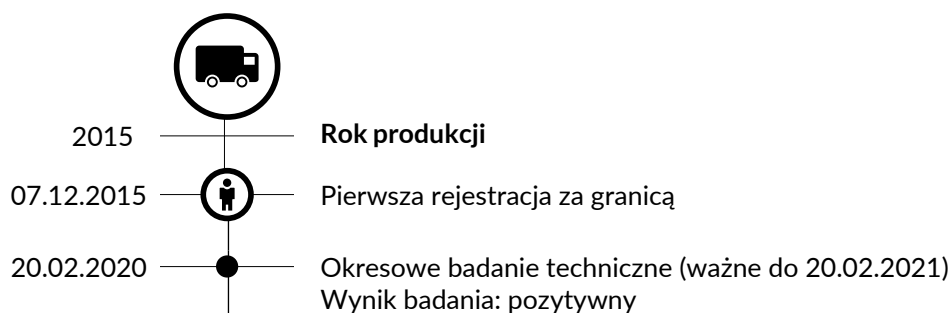 2015 Rok produkcji
07.12.2015 Pierwsza rejestracja za granicą
20.02.2020 Okresowe badanie techniczne (ważne do 20.02.2021)
Wynik badania: pozytywny